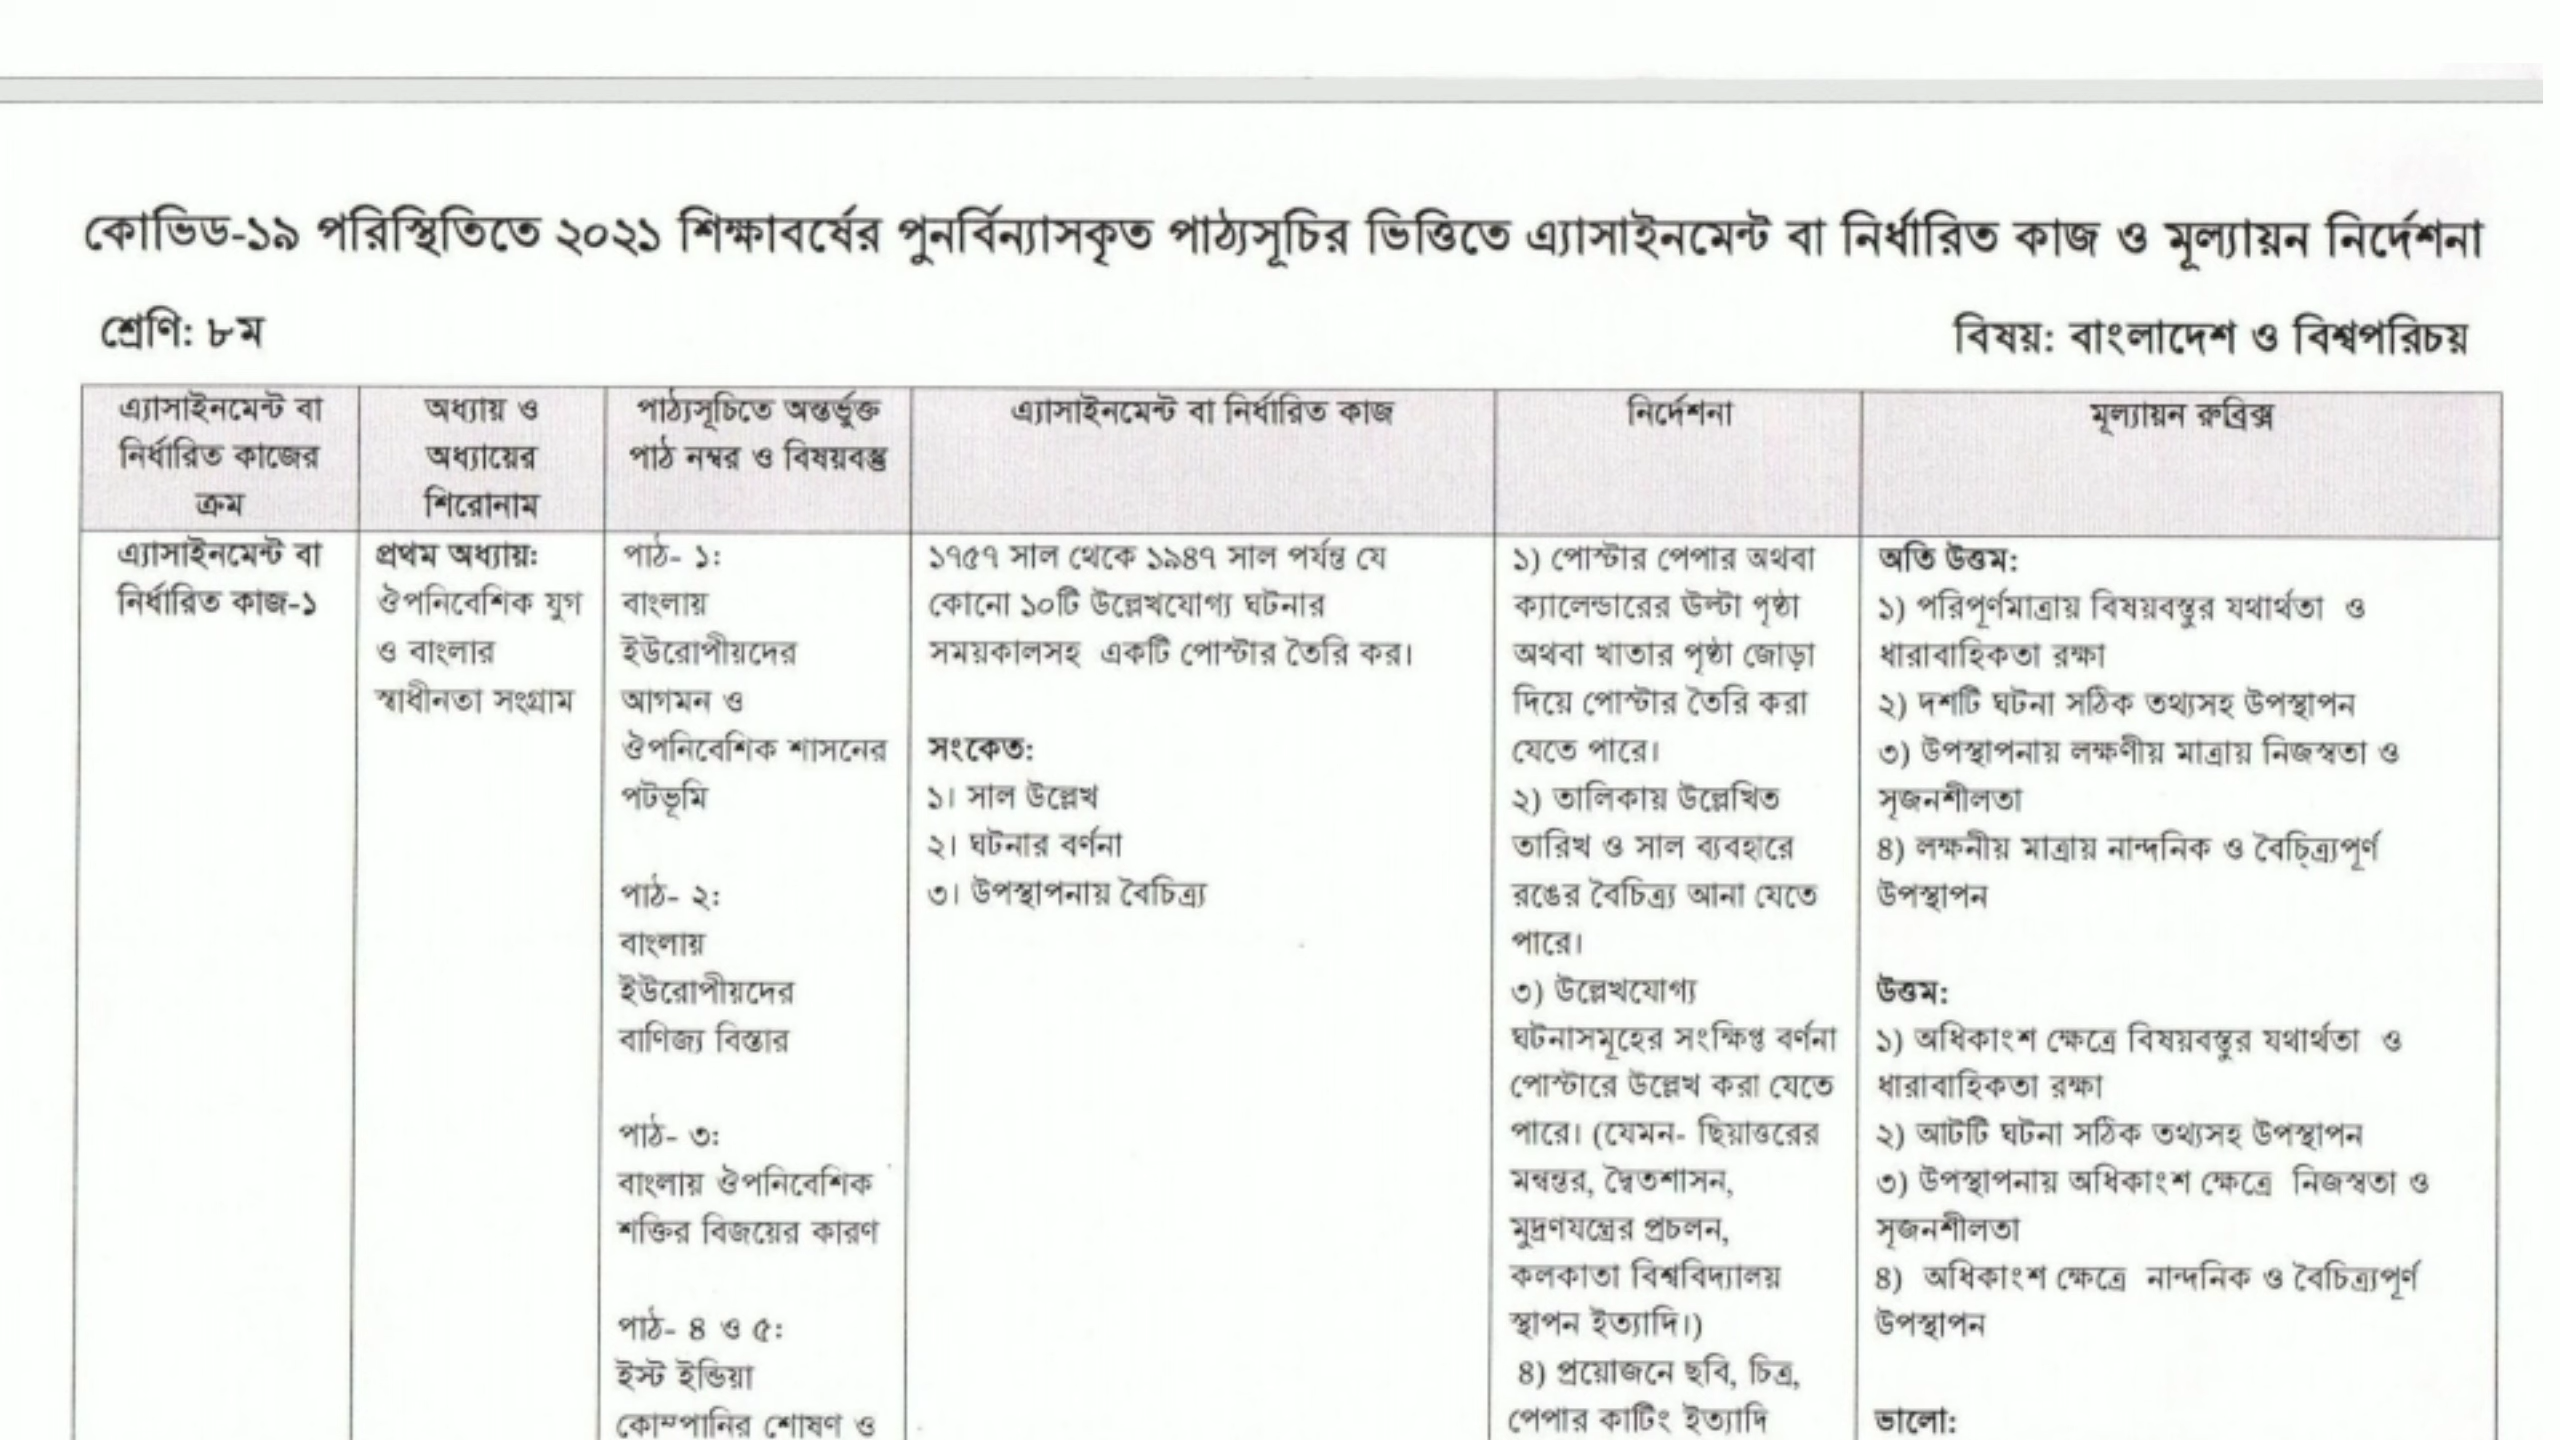 কোভিড-১৯ পরিস্থিতিতে ২০২১ শিক্ষাবর্ষের পুনর্বিন্যাসকৃত পাঠ্যসূচির ভিত্তিতে এ্যাসাইনমেন্ট বা নির্ধারিত কাজ ও মূল্যায়ন নির্দেশনা
শ্রেণি: ৮ম
বিষয়: বাংলাদেশ ও বিশ্বপরিচয়
এ্যাসাইনমেন্ট বা
নির্ধারিত কাজের
ক্রম
অধ্যায় ও
অধ্যায়ের
শিরোনাম
পাঠ্যসূচিতে অন্তর্ভুক্ত
পাঠ নম্বর ও বিষয়বস্তু
এ্যাসাইনমেন্ট বা নির্ধারিত কাজ
নির্দেশনা
মূল্যায়ন রুব্রিক্স
এ্যাসাইনমেন্ট বা
নির্ধারিত কাজ-১
প্রথম অধ্যায়:
ঔপনিবেশিক যুগ
ও বাংলার
স্বাধীনতা সংগ্রাম
পাঠ- ১:
বাংলায়
ইউরোপীয়দের
আগমন ও
ঔপনিবেশিক শাসনের
পটভূমি
পাঠ- ২:
বাংলায়
ইউরোপীয়দের
বাণিজ্য বিস্তার
পাঠ- ৩:
বাংলায় ঔপনিবেশিক
শক্তির বিজয়ের কারণ
পাঠ- ৪ ও ৫:
ইস্ট ইন্ডিয়া
কোম্পানির শোষণ ও
১৭৫৭ সাল থেকে ১৯৪৭ সাল পর্যন্ত যে
কোনো ১০টি উল্লেখযোগ্য ঘটনার
সময়কালসহ একটি পোস্টার তৈরি কর।
সংকেত:
১। সাল উল্লেখ
২। ঘটনার বর্ণনা
৩। উপস্থাপনায় বৈচিত্র্য
১) পোস্টার পেপার অথবা
ক্যালেন্ডারের উল্টা পৃষ্ঠা
অথবা খাতার পৃষ্ঠা জোড়া
দিয়ে পোস্টার তৈরি করা
যেতে পারে।
২) তালিকায় উল্লেখিত
তারিখ ও সাল ব্যবহারে
রঙের বৈচিত্র্য আনা যেতে
পারে।
৩) উল্লেখযোগ্য
ঘটনাসমূহের সংক্ষিপ্ত বর্ণনা
পোস্টারে উল্লেখ করা যেতে
পারে। (যেমন- ছিয়াত্তরের
মন্বন্তর, দ্বৈতশাসন,
মুদ্রণযন্ত্রের প্রচলন,
কলকাতা বিশ্ববিদ্যালয়
স্থাপন ইত্যাদি।)
৪) প্রয়োজনে ছবি, চিত্র,
পেপার কাটিং ইত্যাদি
অতি উত্তম:
১) পরিপূর্ণমাত্রায় বিষয়বস্তুর যথার্থতা ও
ধারাবাহিকতা রক্ষা
২) দশটি ঘটনা সঠিক তথ্যসহ উপস্থাপন
৩) উপস্থাপনায় লক্ষণীয় মাত্রায় নিজস্বতা ও
সৃজনশীলতা
৪) লক্ষনীয় মাত্রায় নান্দনিক ও বৈচিত্র্যপূর্ণ
উপস্থাপন
উত্তম:
১) অধিকাংশ ক্ষেত্রে বিষয়বস্তুর যথার্থতা ও
ধারাবাহিকতা রক্ষা
২) আটটি ঘটনা সঠিক তথ্যসহ উপস্থাপন
৩) উপস্থাপনায় অধিকাংশ ক্ষেত্রে নিজস্বতা ও
সৃজনশীলতা
৪) অধিকাংশ ক্ষেত্রে নান্দনিক ও বৈচিত্র্যপূর্ণ
উপস্থাপন
ভালো: